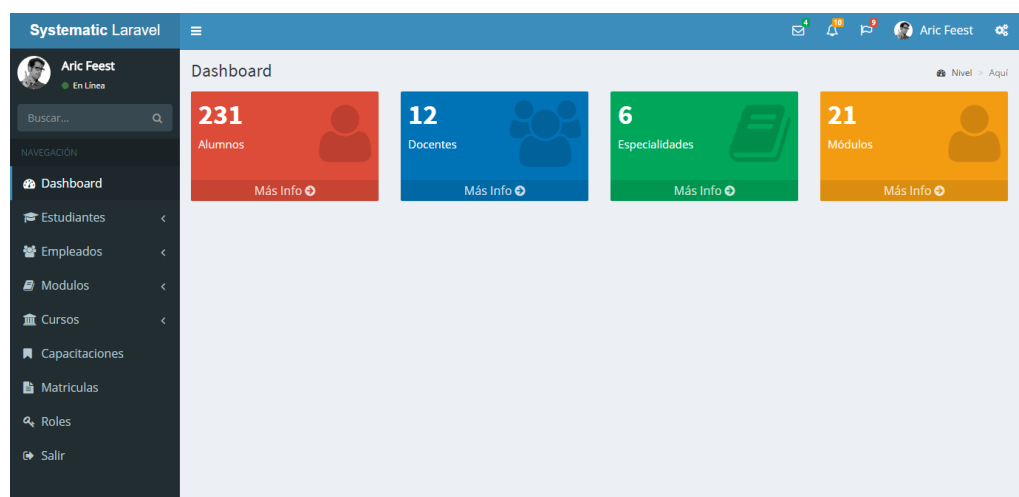 Systematic Laravel
4
10
9
Aric Feest
Aric Feest
En Línea
Buscar...
NAVEGACIÓN
Dashboard
Estudiantes
Empleados
Modulos
Cursos
Capacitaciones
Matriculas
Roles
Salir
Dashboard
Nivel > Aquí
231
Alumnos
Más Info
12
Docentes
Más Info
6
Especialidades
Más Info
21
Módulos
Más Info